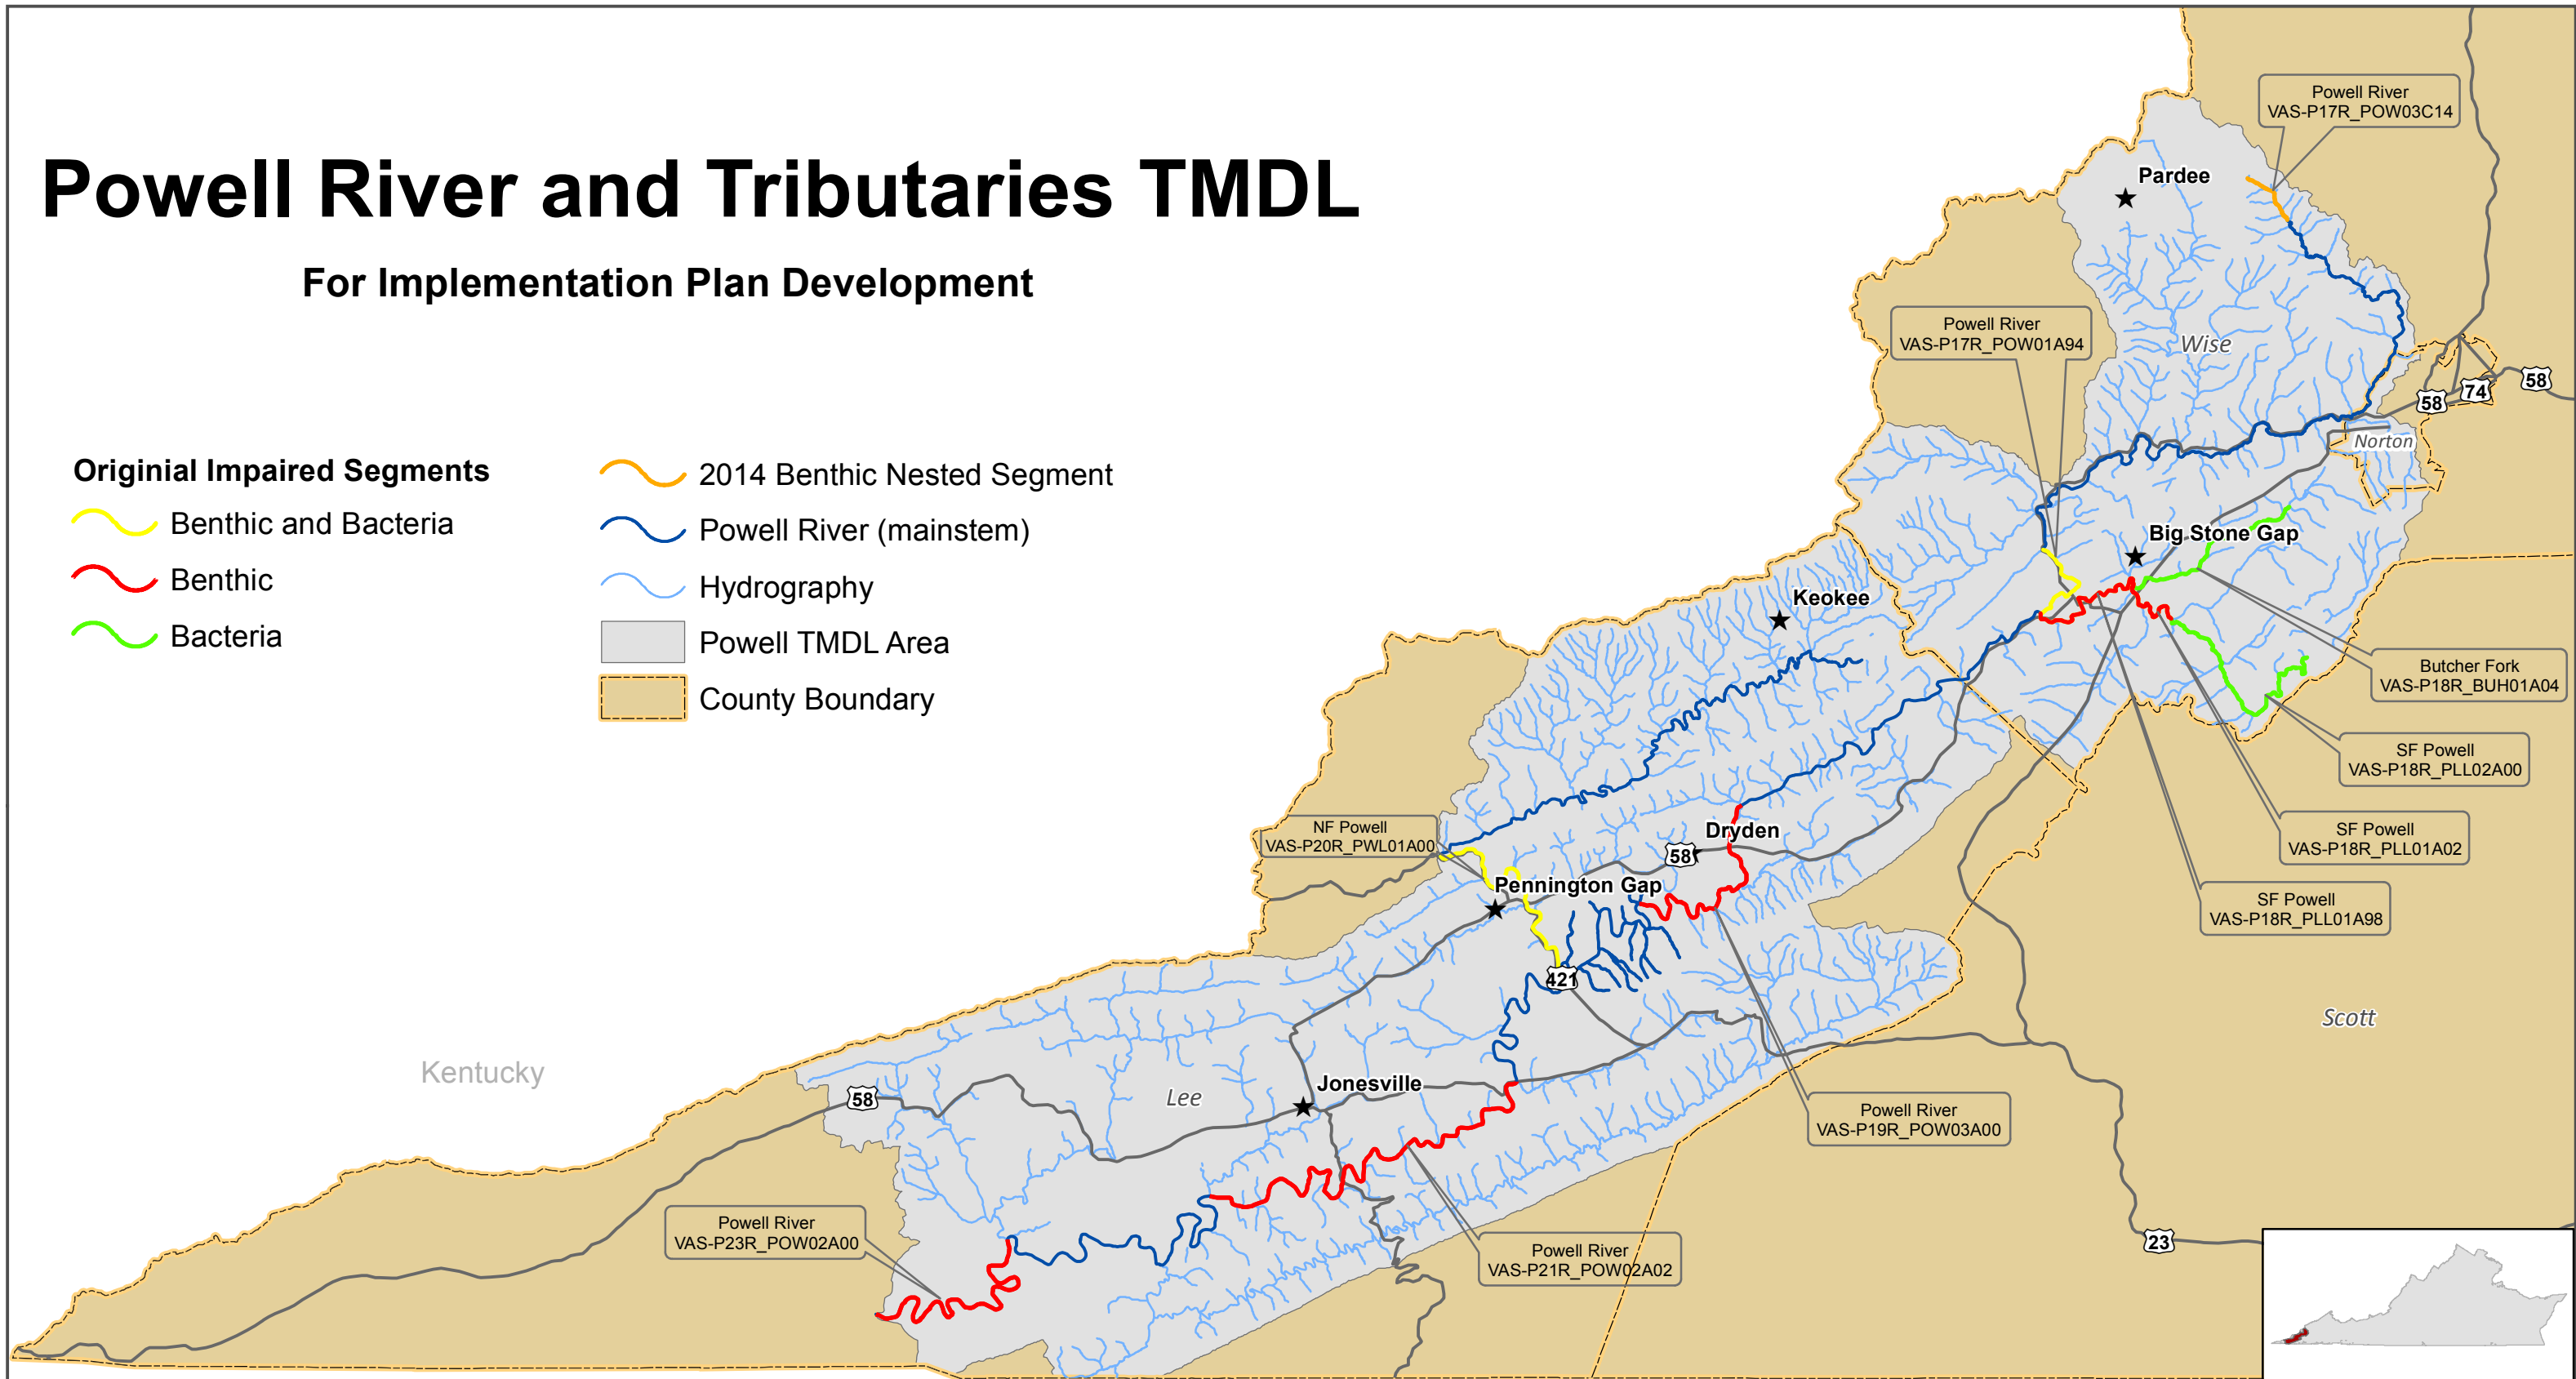 Powell River and Tributaries TMDL
For Implementation Plan Development
Originial Impaired Segments
Benthic and Bacteria
Benthic
Bacteria
2014 Benthic Nested Segment
Powell River (mainstem)
Hydrography
Powell TMDL Area
County Boundary
Powell River
VAS-P17R_POW03C14
Pardee
Powell River
VAS-P17R_POW01A94
Wise
58
74
58
Norton
Big Stone Gap
Keokee
Butcher Fork
VAS-P18R_BUH01A04
SF Powell
VAS-P18R_PLL02A00
SF Powell
VAS-P18R_PLL01A02
SF Powell
VAS-P18R_PLL01A98
NF Powell
VAS-P20R_PWL01A00
Dryden
58
Pennington Gap
421
Scott
Kentucky
58
Lee
Jonesville
Powell River
VAS-P19R_POW03A00
Powell River
VAS-P23R_POW02A00
Powell River
VAS-P21R_POW02A02
23